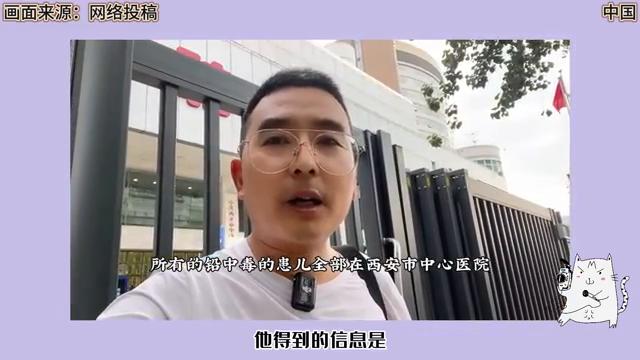 画面来源：网络投稿
中国
所有的铅中毒的患儿全部在西安市中心医院
他得到的信息是